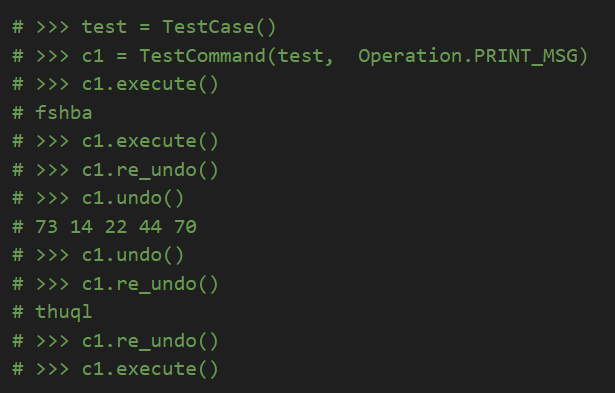 # >>> test = TestCase()
# >>> c1 = TestCommand(test,  Operation.PRINT_MSG)
# >>> c1.execute()
# fshba
# >>> c1.execute()
# >>> c1.re_undo()
# >>> c1.undo()
# 73 14 22 44 70
# >>> c1.undo()
# >>> c1.re_undo()
# thuql
# >>> c1.re_undo()
# >>> c1.execute()